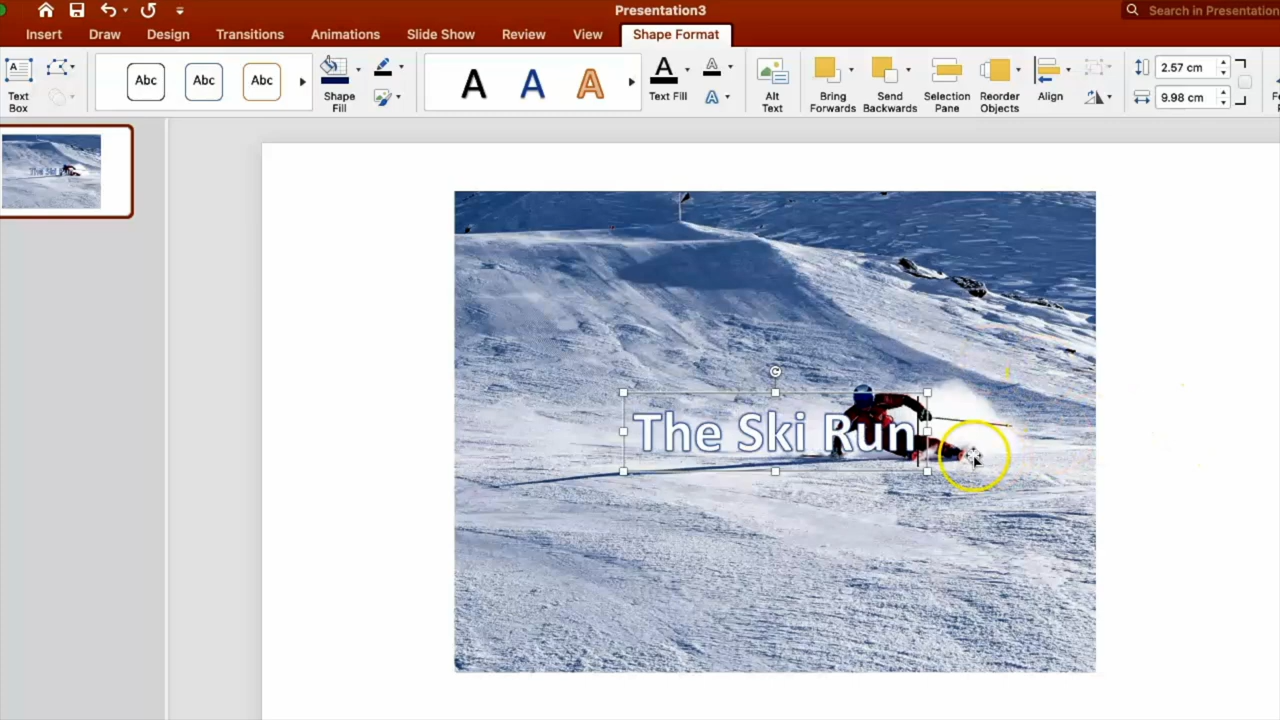 Presentation3
Search in Presentation
Insert
Draw
Design
Transitions
Animations
Slide Show
Review
View
Shape Format
A
Text
Box
Abc
Abc
Abc
Shape
Fill
A
A
A
A
Text Fill
A
A
Alt
Text
Bring
Forwards
Send
Backwards
Selection
Pane
Reorder
Objects
Align
2.57 cm
9.98 cm
The Ski Run